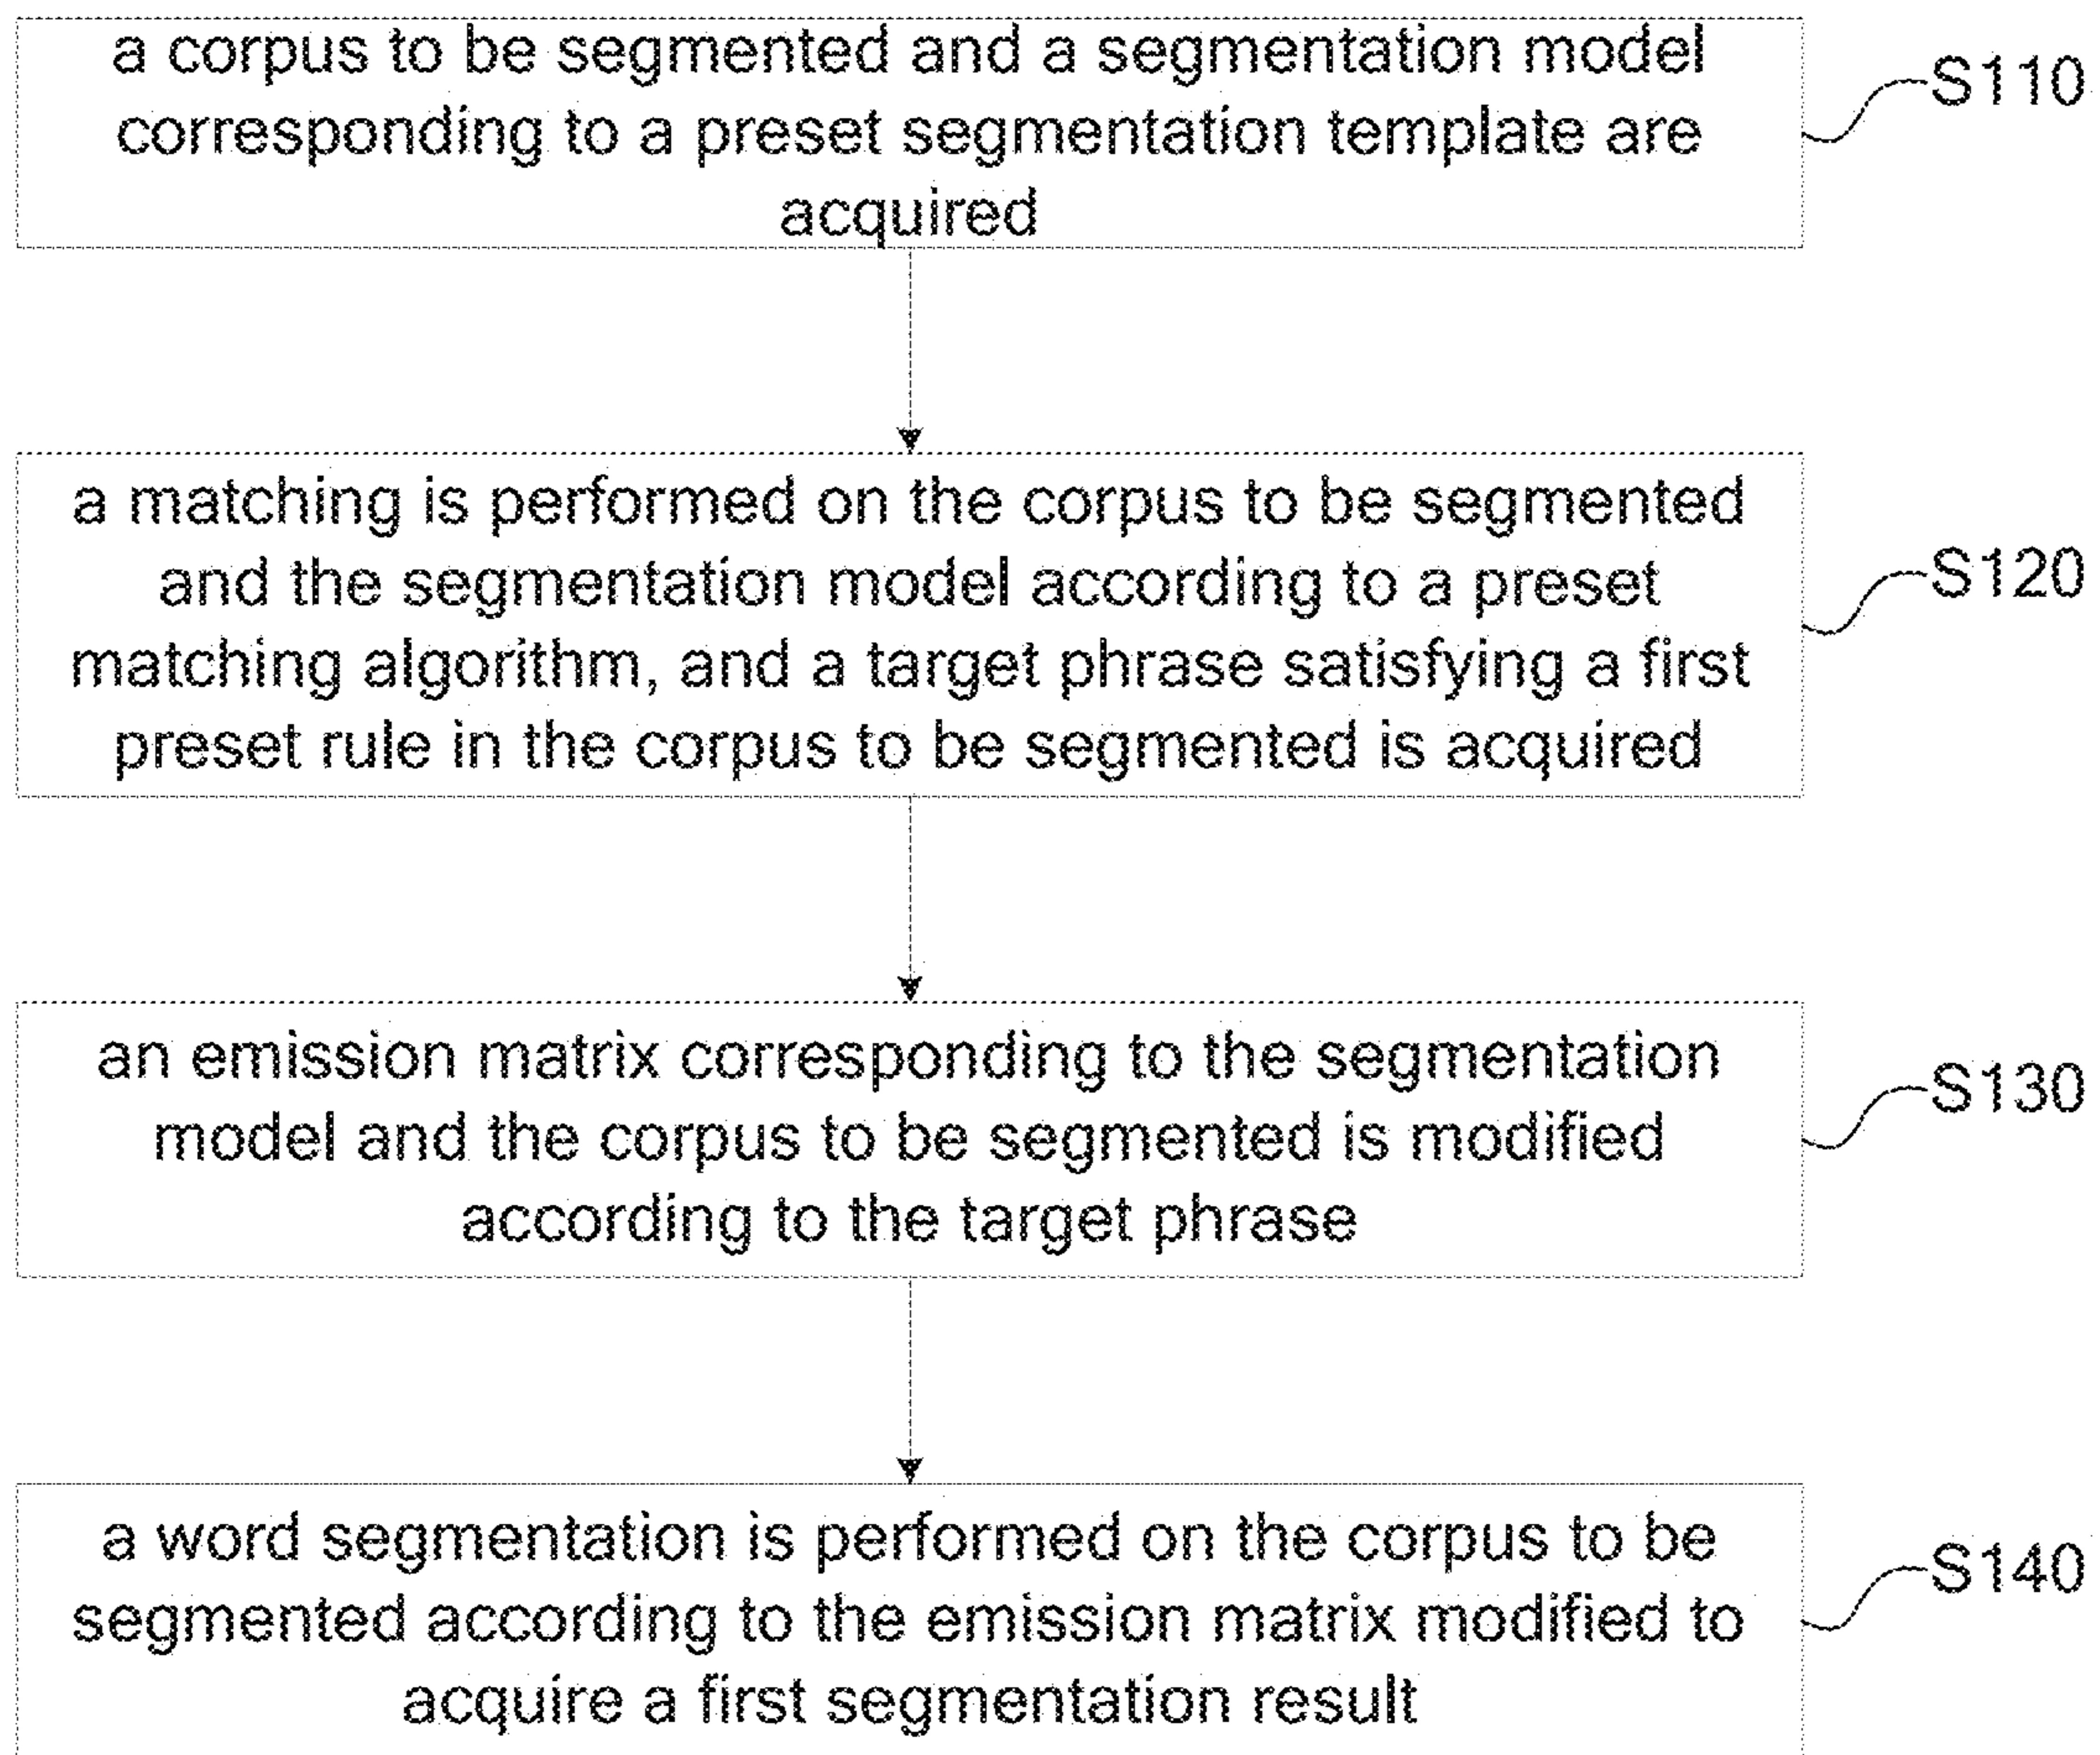 a corpus to be segmented and a segmentation model
corresponding to a preset segmentation template are
acquired
S110
a matching is performed on the corpus to be segmented
and the segmentation model according to a preset
matching algorithm, and a target phrase satisfying a first
preset rule in the corpus to be segmented is acquired
S120
an emission matrix corresponding to the segmentation
model and the corpus to be segmented is modified
according to the target phrase
S130
a word segmentation is performed on the corpus to be
segmented according to the emission matrix modified to
acquire a first segmentation result
S140